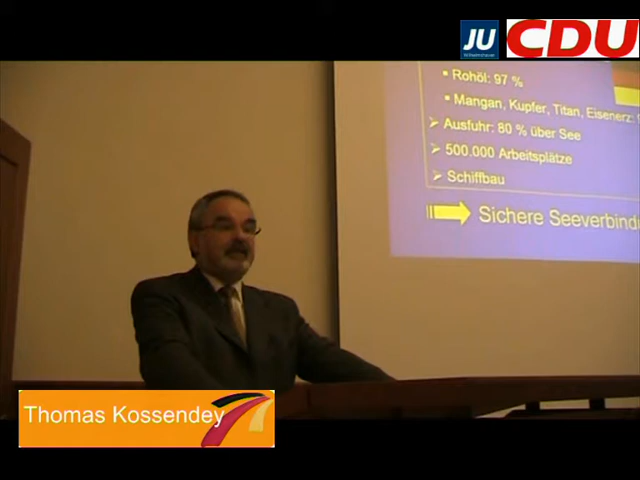 JU
CDU
Rohöl: 97 %
Mangan, Kupfer, Titan, Eisenerz:
Ausfuhr: 80 % über See
500.000 Arbeitsplätze
Schiffbau
Sichere Seeverbindu
Thomas Kossendey